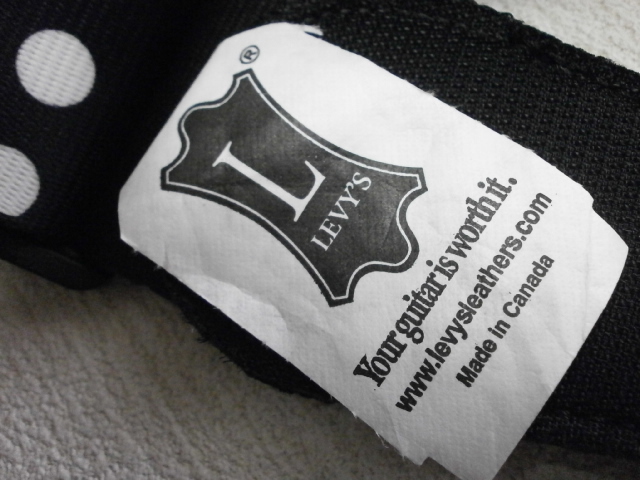 ®
L
LEVY'S
Your guitar is worth it.
www.levysleathers.com
Made in Canada